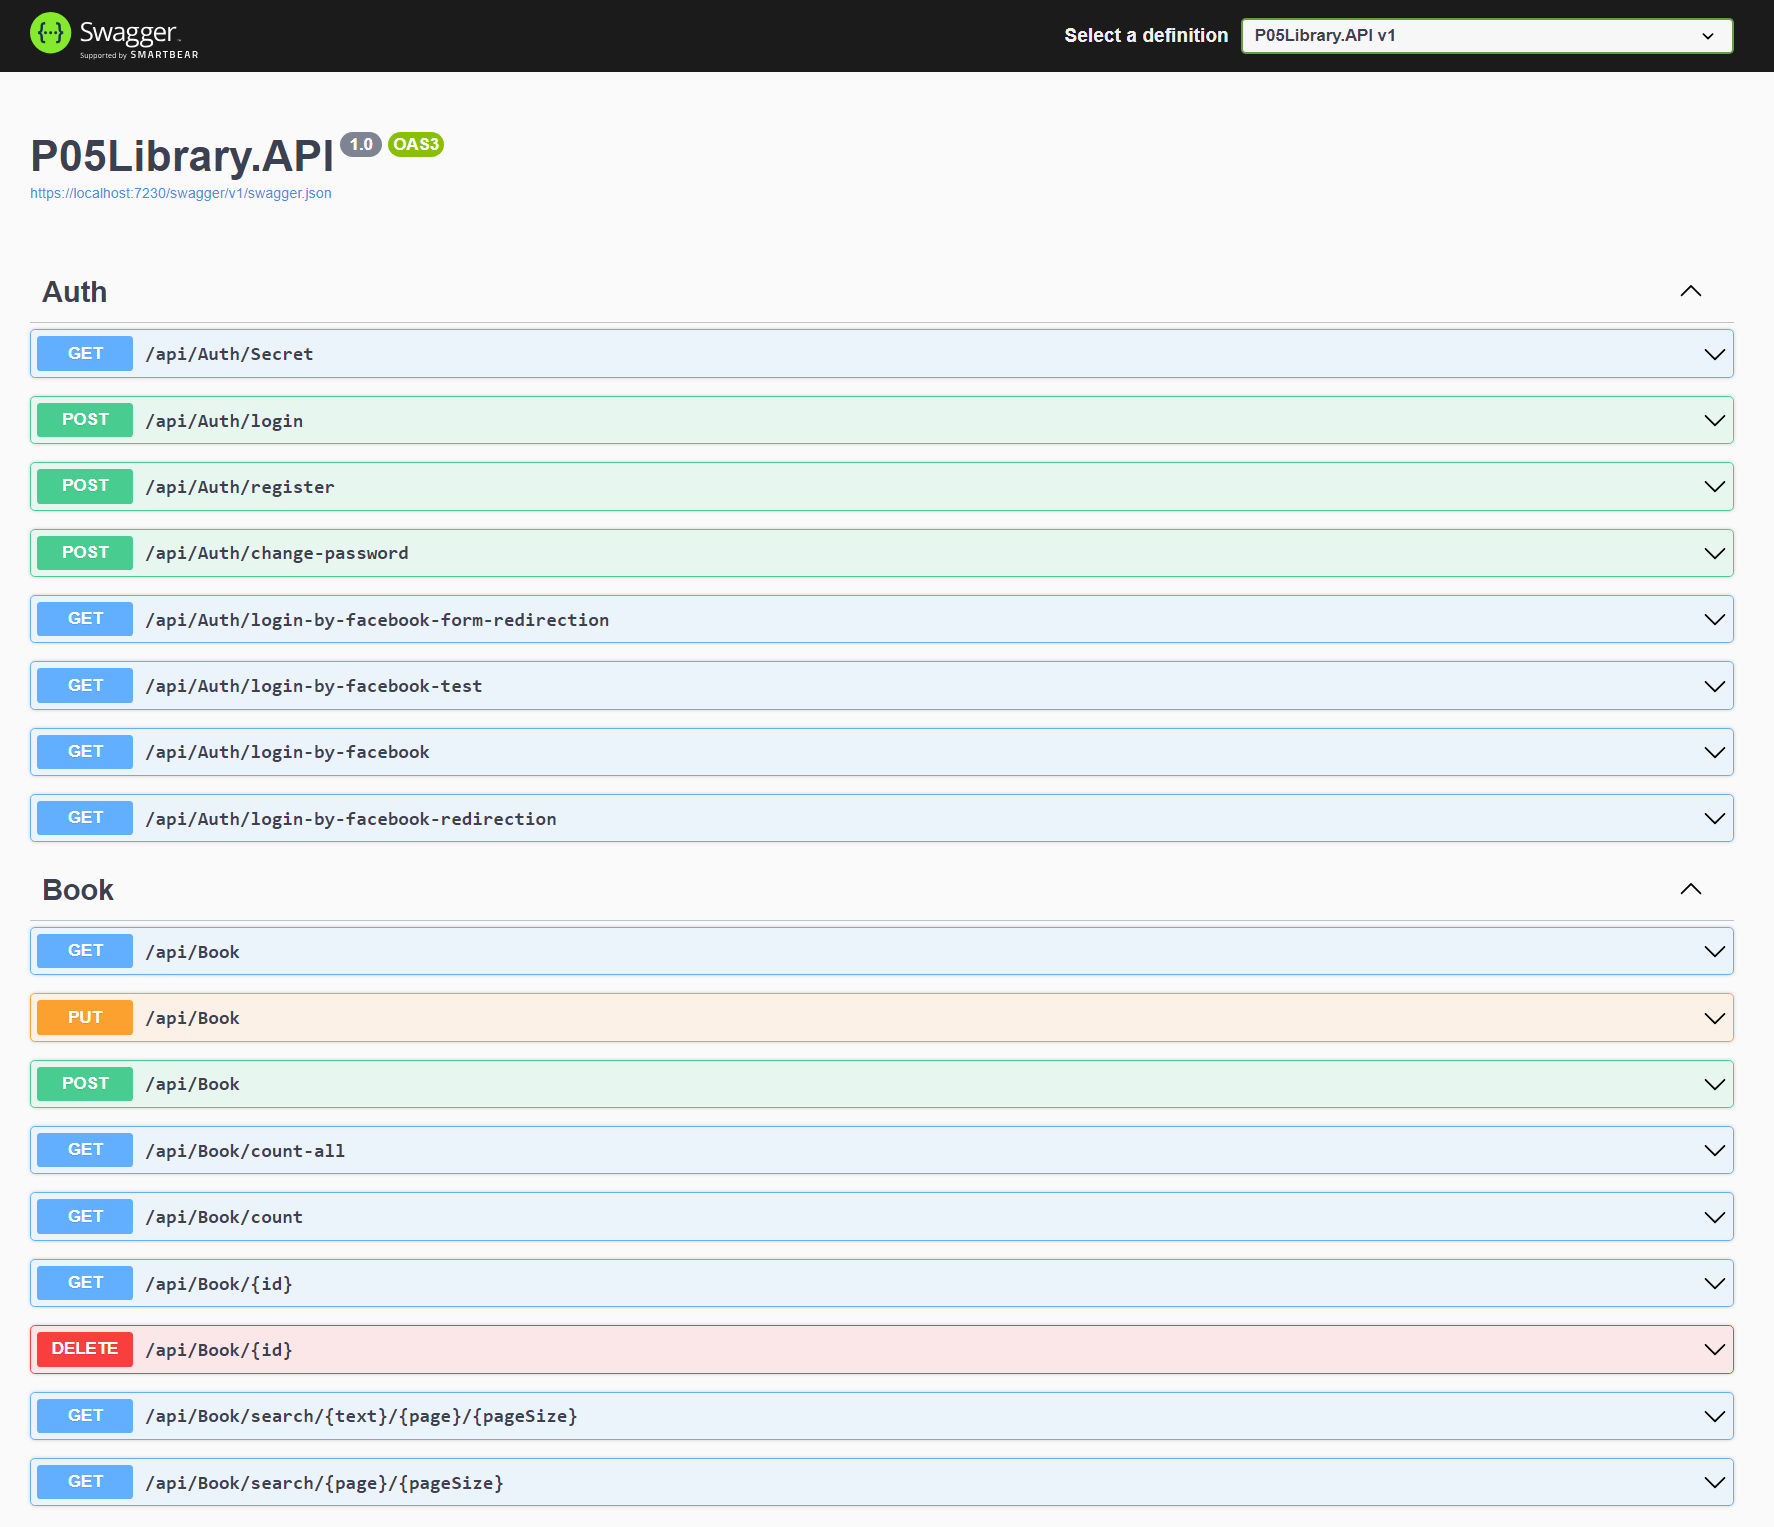 Swagger
Supported by SMARTBEAR
Select a definition
P05Library.API v1
P05Library.API 1.0 OAS3
https://localhost:7230/swagger/v1/swagger.json
Auth
GET /api/Auth/Secret
POST /api/Auth/login
POST /api/Auth/register
POST /api/Auth/change-password
GET /api/Auth/login-by-facebook-form-redirection
GET /api/Auth/login-by-facebook-test
GET /api/Auth/login-by-facebook
GET /api/Auth/login-by-facebook-redirection
Book
GET /api/Book
PUT /api/Book
POST /api/Book
GET /api/Book/count-all
GET /api/Book/count
GET /api/Book/{id}
DELETE /api/Book/{id}
GET /api/Book/search/{text}/{page}/{pageSize}
GET /api/Book/search/{page}/{pageSize}